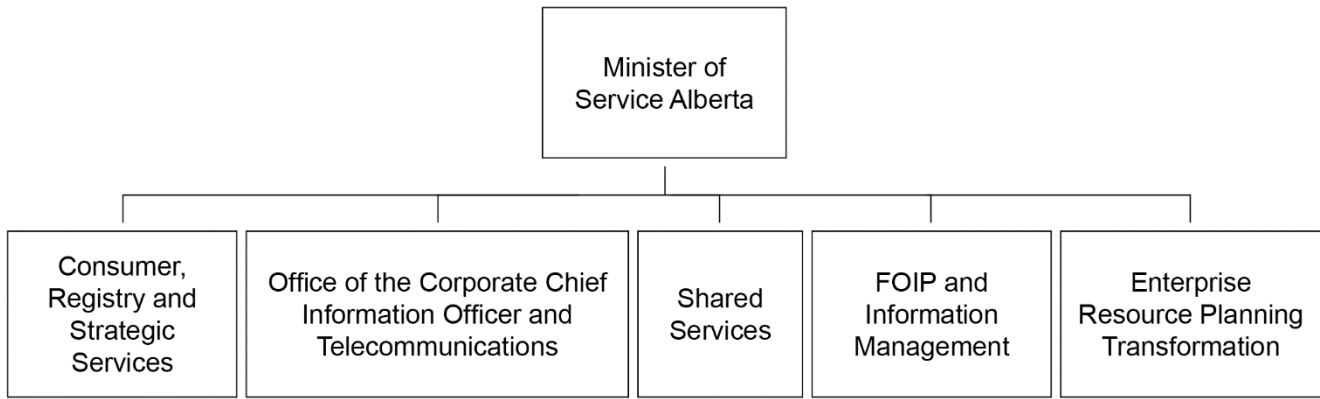 Minister of
Service Alberta
Consumer,
Registry and
Strategic
Services
Office of the Corporate Chief
Information Officer and
Telecommunications
Shared
Services
FOIP and
Information
Management
Enterprise
Resource Planning
Transformation